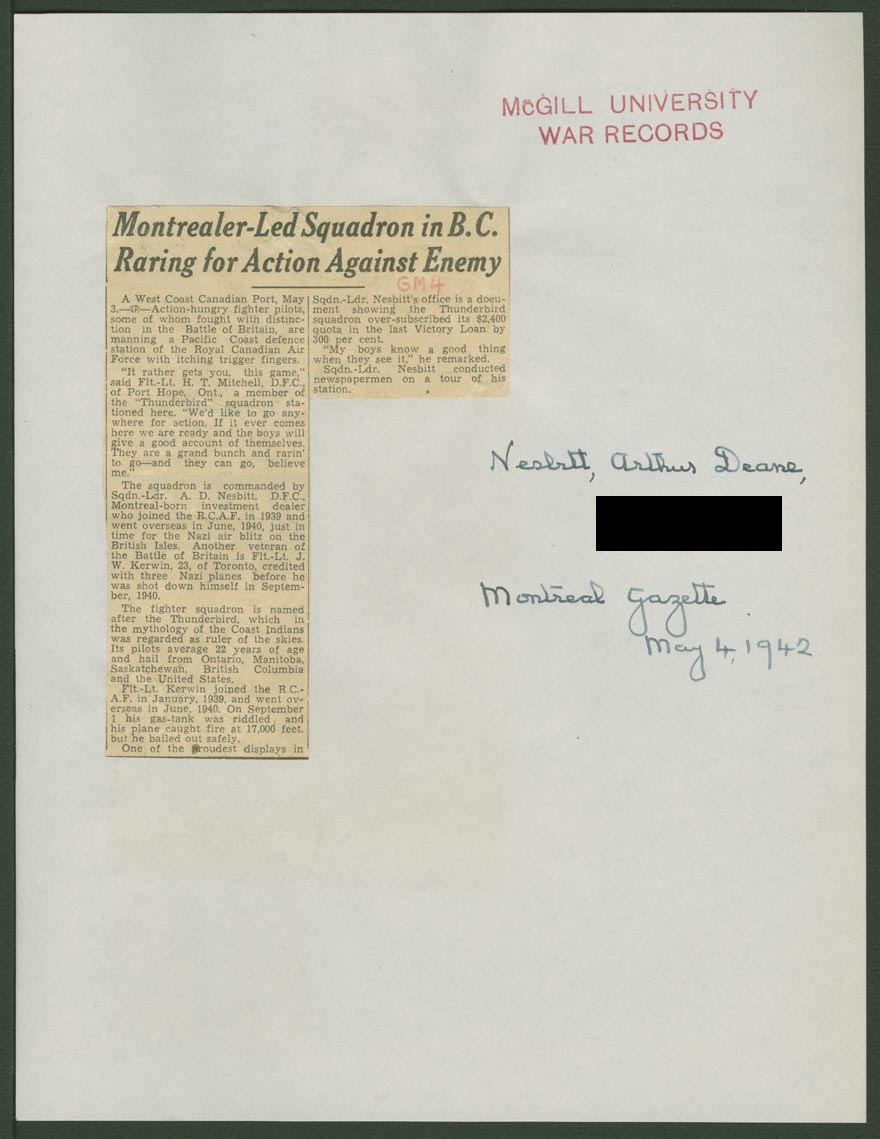 McGILL UNIVERSITY
WAR RECORDS
Montrealer-Led Squadron in B.C.
Raring for Action Against Enemy
GM4
A West Coast Canadian Port, May
3.—(CP)—Action-hungry fighter pilots,
some of whom fought with distinc-
tion in the Battle of Britain, are
manning a Pacific Coast defence
station of the Royal Canadian Air
Force with itching trigger fingers.
"It rather gets you, this game,"
said Flt.-Lt. H. T. Mitchell, D.F.C.,
of Port Hope, Ont., a member of
the "Thunderbird" squadron sta-
tioned here. "We'd like to go any-
where for action. If it ever comes
here we are ready and the boys will
give a good account of themselves.
They are a grand bunch and rarin'
to go—and they can go, believe
me."
The squadron is commanded by
Sqdn.-Ldr. A. D. Nesbitt, D.F.C.,
Montreal-born investment dealer
who joined the R.C.A.F. in 1939 and
went overseas in June, 1940, just in
time for the Nazi air blitz on the
British Isles. Another veteran of
the Battle of Britain is Flt.-Lt. J.
W. Kerwin, 23, of Toronto, credited
with three Nazi planes before he
was shot down himself in Septem-
ber, 1940.
The fighter squadron is named
after the Thunderbird, which in
the mythology of the Coast Indians
was regarded as ruler of the skies.
Its pilots average 22 years of age
and hail from Ontario, Manitoba,
Saskatchewan, British Columbia
and the United States.
Flt.-Lt. Kerwin joined the R.C.-
A.F. in January, 1939, and went ov-
erseas in June, 1940. On September
1 his gas-tank was riddled and
his plane caught fire at 17,000 feet.
but he bailed out safely.
One of the proudest displays in
Sqdn.-Ldr. Nesbitt's office is a docu-
ment showing the Thunderbird
squadron over-subscribed its $2,400
quota in the last Victory Loan by
300 per cent.
"My boys know a good thing
when they see it," he remarked.
Sqdn.-Ldr. Nesbitt conducted
newspapermen on a tour of his
station.
Nesbitt, Arthur Deane,
Montreal Gazette
May 4, 1942